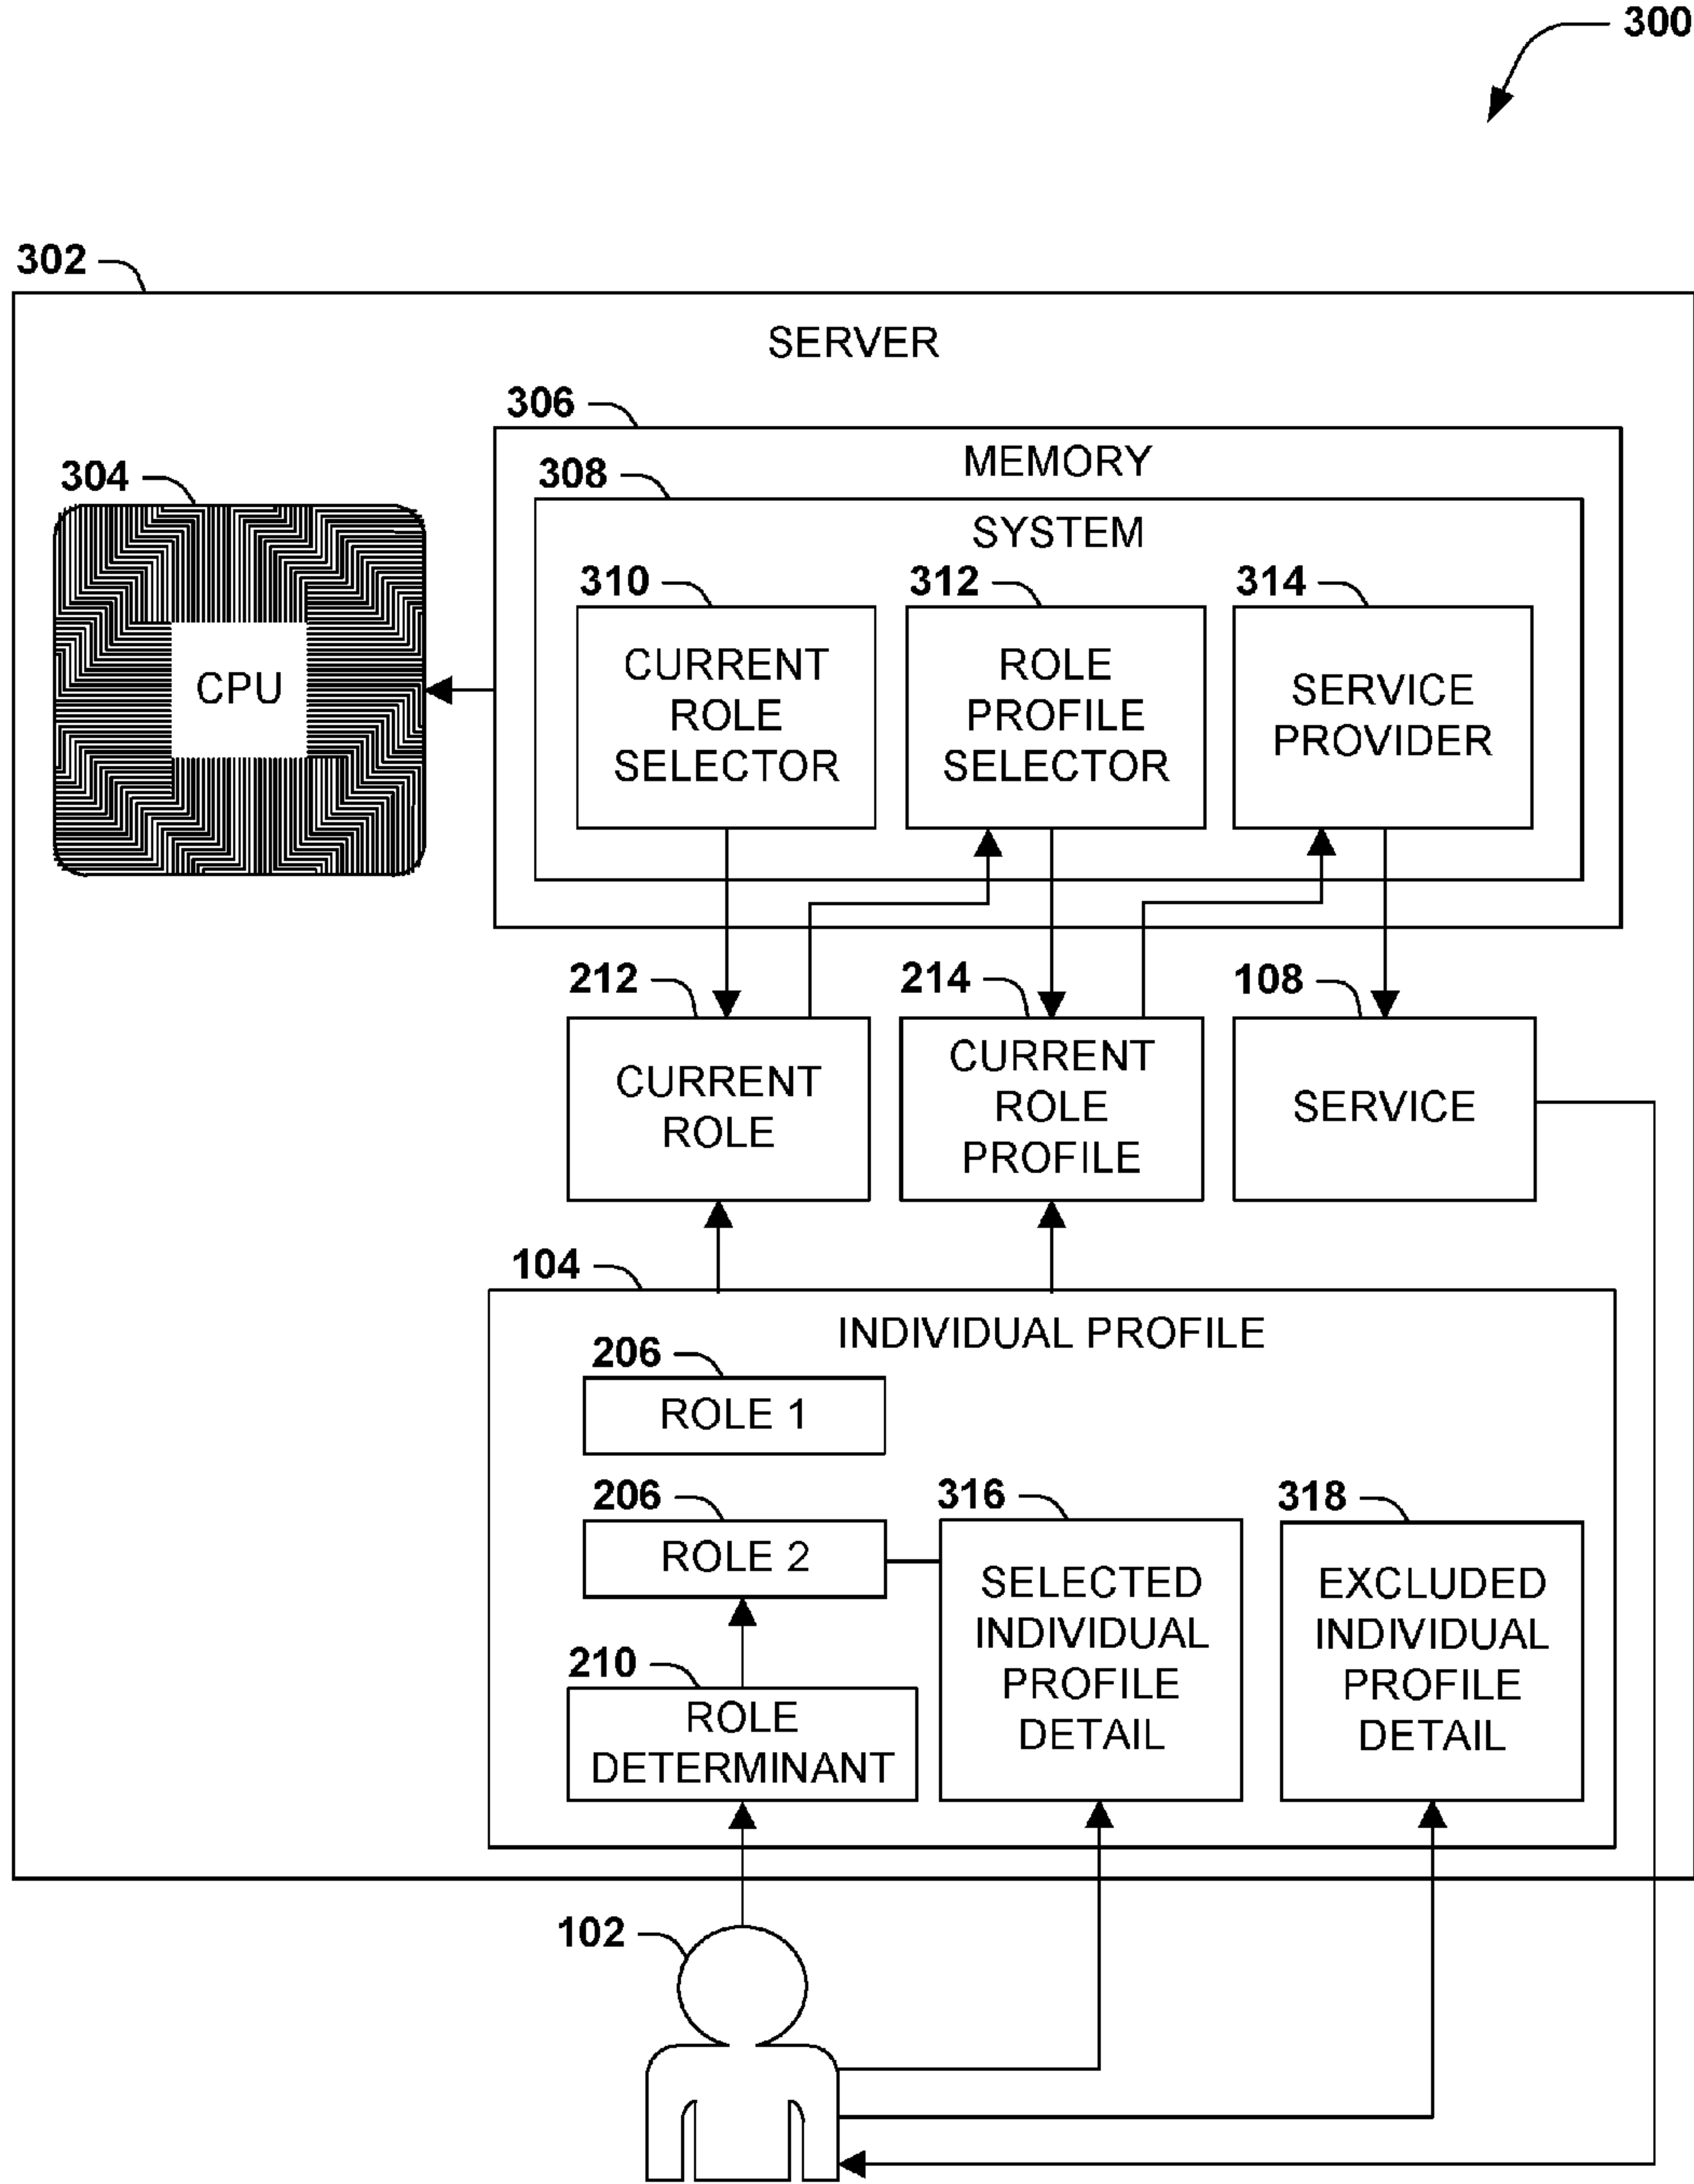 300
302
SERVER
306
MEMORY
304
308
SYSTEM
310
312
314
CPU
CURRENT
ROLE
SELECTOR
ROLE
PROFILE
SELECTOR
SERVICE
PROVIDER
212
214
108
CURRENT
ROLE
CURRENT
ROLE
PROFILE
SERVICE
104
INDIVIDUAL PROFILE
206
ROLE 1
206
ROLE 2
316
SELECTED
INDIVIDUAL
PROFILE
DETAIL
318
EXCLUDED
INDIVIDUAL
PROFILE
DETAIL
210
ROLE
DETERMINANT
102